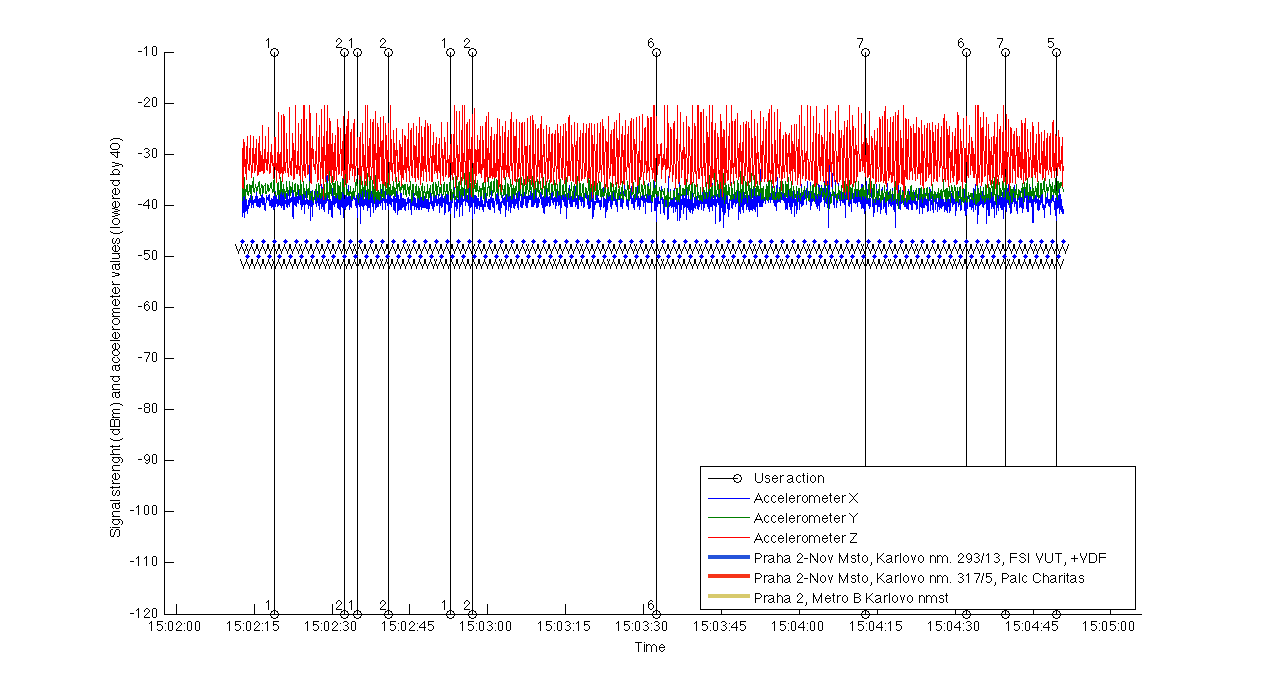 1 2 1 2 1 2 6 7 6 7 5
-10
-20
-30
-40
-50
-60
-70
-80
-90
-100
-110
-120
Signal strenght (dBm) and accelerometer values (lowered by 40)
User action
Accelerometer X
Accelerometer Y
Accelerometer Z
Praha 2-Nov Msto, Karlovo nm. 293/13, FSI VUT, +VDF
Praha 2-Nov Msto, Karlovo nm. 317/5, Palc Charitas
Praha 2, Metro B Karlovo nmst
1 2 1 2 1 2 6
15:02:00 15:02:15 15:02:30 15:02:45 15:03:00 15:03:15 15:03:30 15:03:45 15:04:00 15:04:15 15:04:30 15:04:45 15:05:00
Time